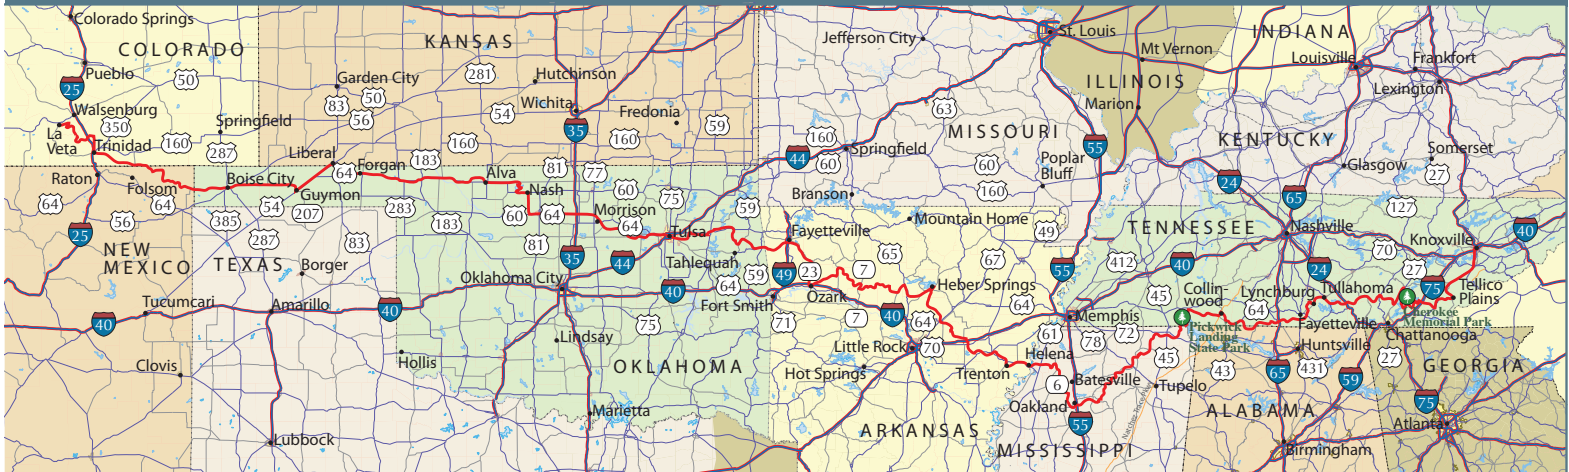 Colorado Springs
COLORADO
Pueblo
50
25
Walsenburg
350
La
Veta
Trinidad
160
Springfield
287
KANSAS
281
Garden City
50
83
56
Hutchinson
54
Wichita
35
Fredonia
160
59
160
Liberal
64
Forgan
183
Alva
81
77
Nash
60
75
59
Raton
Folsom
64
64
Boise City
54
Guymon
207
283
183
60
64
Morrison
64
81
56
385
287
83
25
NEW
MEXICO
TEXAS
Borger
Tulsa
Tahlequah
59
64
35
44
Oklahoma City
40
Fort Smith
Tucumcari
40
Amarillo
40
75
Lindsay
Hollis
OKLAHOMA
Clovis
Marietta
Lubbock
Jefferson City
St. Louis
63
MISSOURI
160
60
44
Springfield
60
160
Poplar
Bluff
Branson
Mountain Home
49
Fayetteville
65
67
49
23
7
Ozark
Heber Springs
64
7
71
40
64
70
Little Rock
Hot Springs
Trenton
Helena
ARKANSAS
Mt Vernon
ILLINOIS
Marion
55
INDIANA
Louisville
Frankfort
Lexington
KENTUCKY
Somerset
27
Glasgow
24
65
127
TENNESSEE
Nashville
70
Knoxville
40
412
55
40
24
27
75
Tellico
Plains
45
Collin-
wood
Lynchburg
64
Tullahoma
Cherokee
Memorial Park
Memphis
61
78
72
Pickwick
Landing
State Park
Fayetteville
Chattanooga
Huntsville
45
43
431
27
6
Batesville
Tupelo
65
59
GEORGIA
Oakland
55
Natchez Trace Pk
ALABAMA
75
Atlanta
MISSISSIPPI
Birmingham